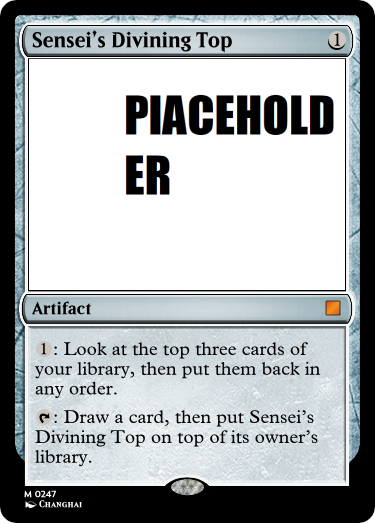 Sensei's Divining Top 1
PIACEHOLD
ER
Artifact
1: Look at the top three cards of
your library, then put them back in
any order.
: Draw a card, then put Sensei's
Divining Top on top of its owner's
library.
M 0247
CHANGHAI